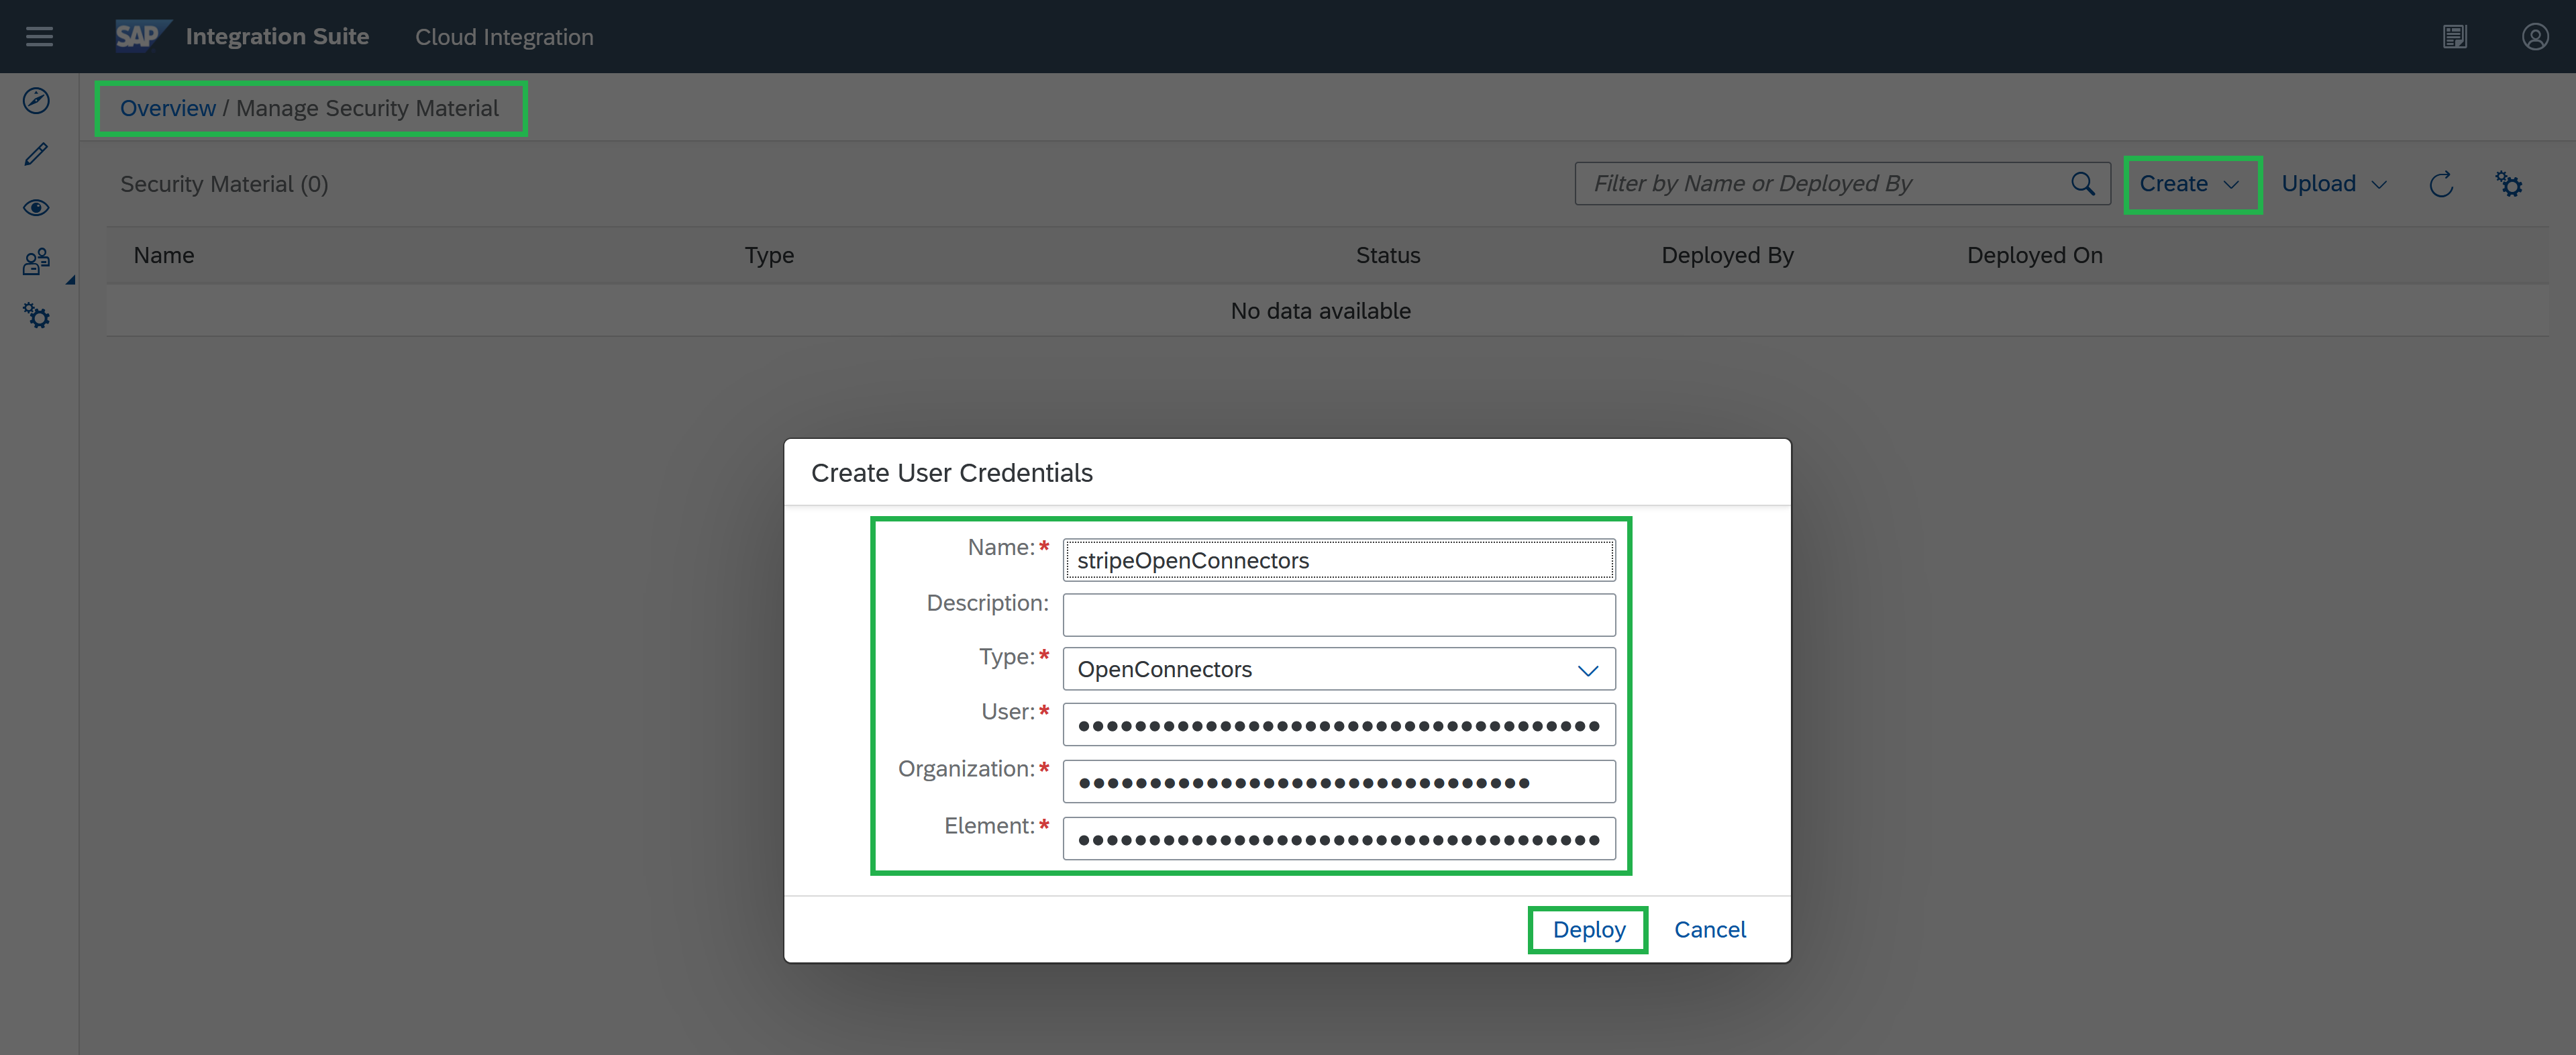 SAP Integration Suite Cloud Integration
Overview / Manage Security Material
Security Material (0)
Filter by Name or Deployed By
Create
Upload
Name Type Status Deployed By Deployed On
No data available
Create User Credentials
Name:* stripeOpenConnectors
Description:
Type:* OpenConnectors
User:* •••••••••••••••••••••••••••••••••••••
Organization:* ••••••••••••••••••••••••••••••••
Element:* •••••••••••••••••••••••••••••••••••••
Deploy Cancel